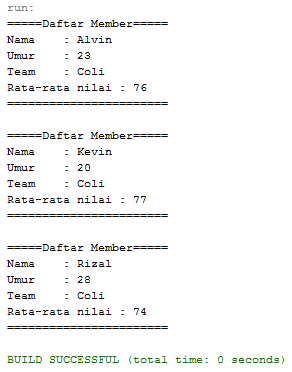 run:
=====Daftar Member=====
Nama    : Alvin
Umur    : 23
Team    : Coli
Rata-rata nilai : 76
=======================

=====Daftar Member=====
Nama    : Kevin
Umur    : 20
Team    : Coli
Rata-rata nilai : 77
=======================

=====Daftar Member=====
Nama    : Rizal
Umur    : 28
Team    : Coli
Rata-rata nilai : 74
=======================

BUILD SUCCESSFUL (total time: 0 seconds)